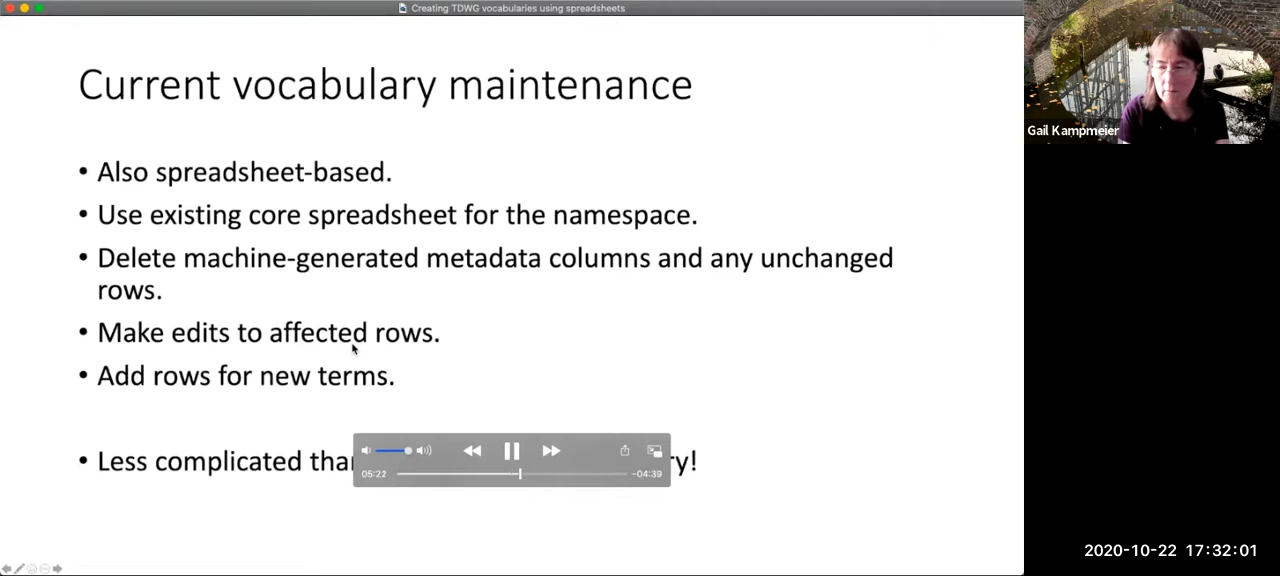 Creating TDWG vocabularies using spreadsheets
Current vocabulary maintenance
Gail Kampmeier
• Also spreadsheet-based.
• Use existing core spreadsheet for the namespace.
• Delete machine-generated metadata columns and any unchanged
rows.
• Make edits to affected rows.
• Add rows for new terms.
• Less complicated
05:22
-04:39
2020-10-22 17:32:01